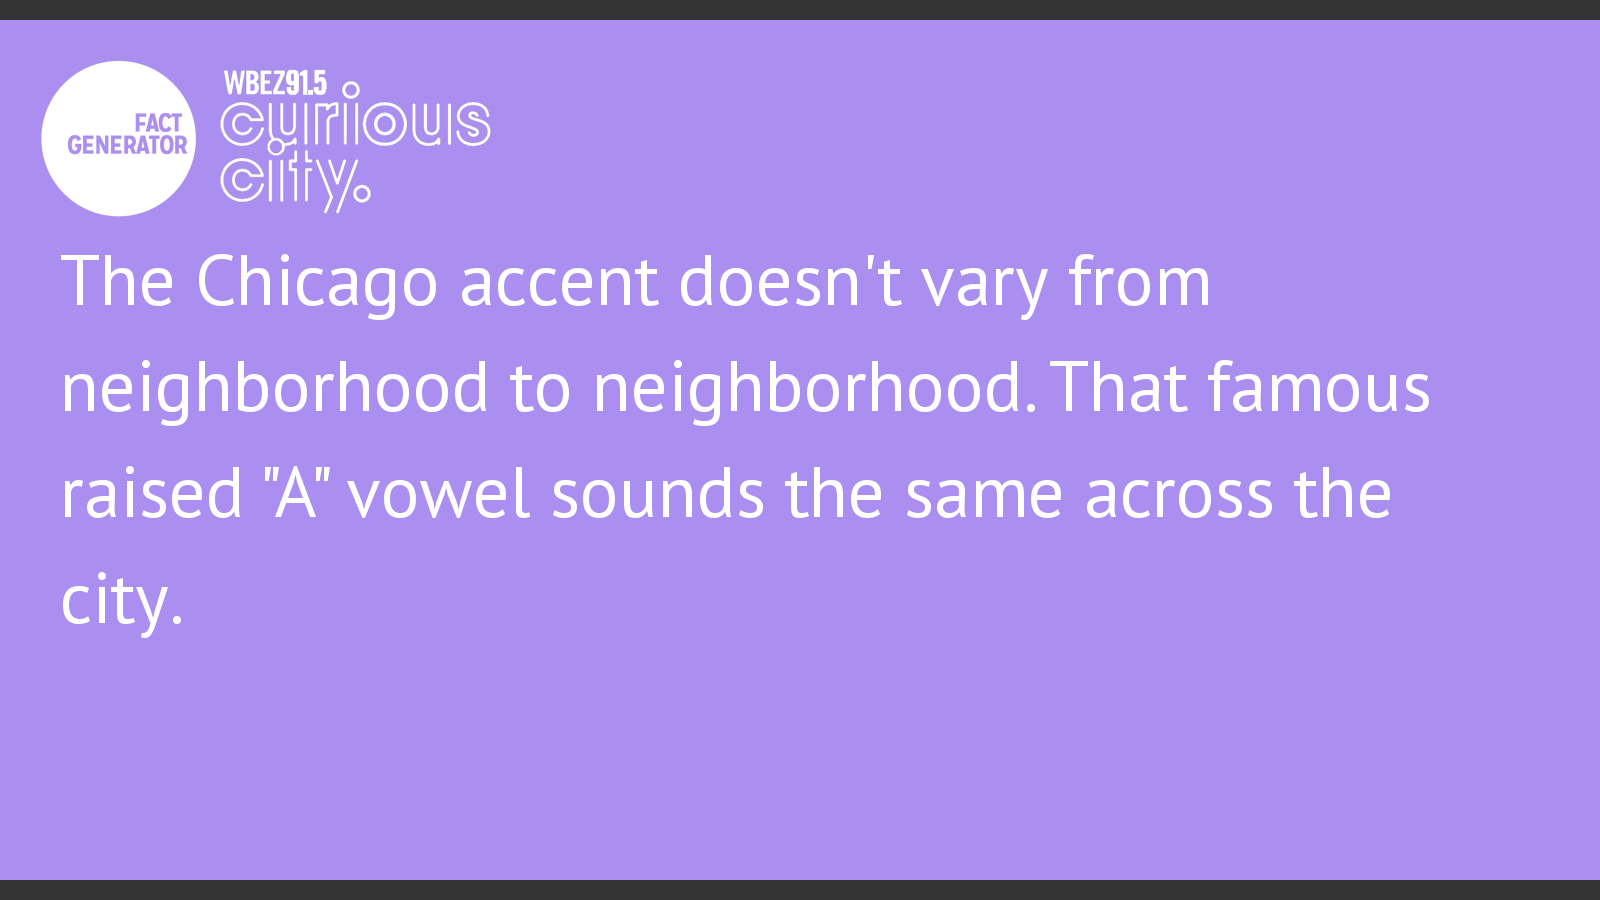 FACT
GENERATOR
WBEZ91.5
curious
city.
The Chicago accent doesn't vary from
neighborhood to neighborhood. That famous
raised "A" vowel sounds the same across the
city.